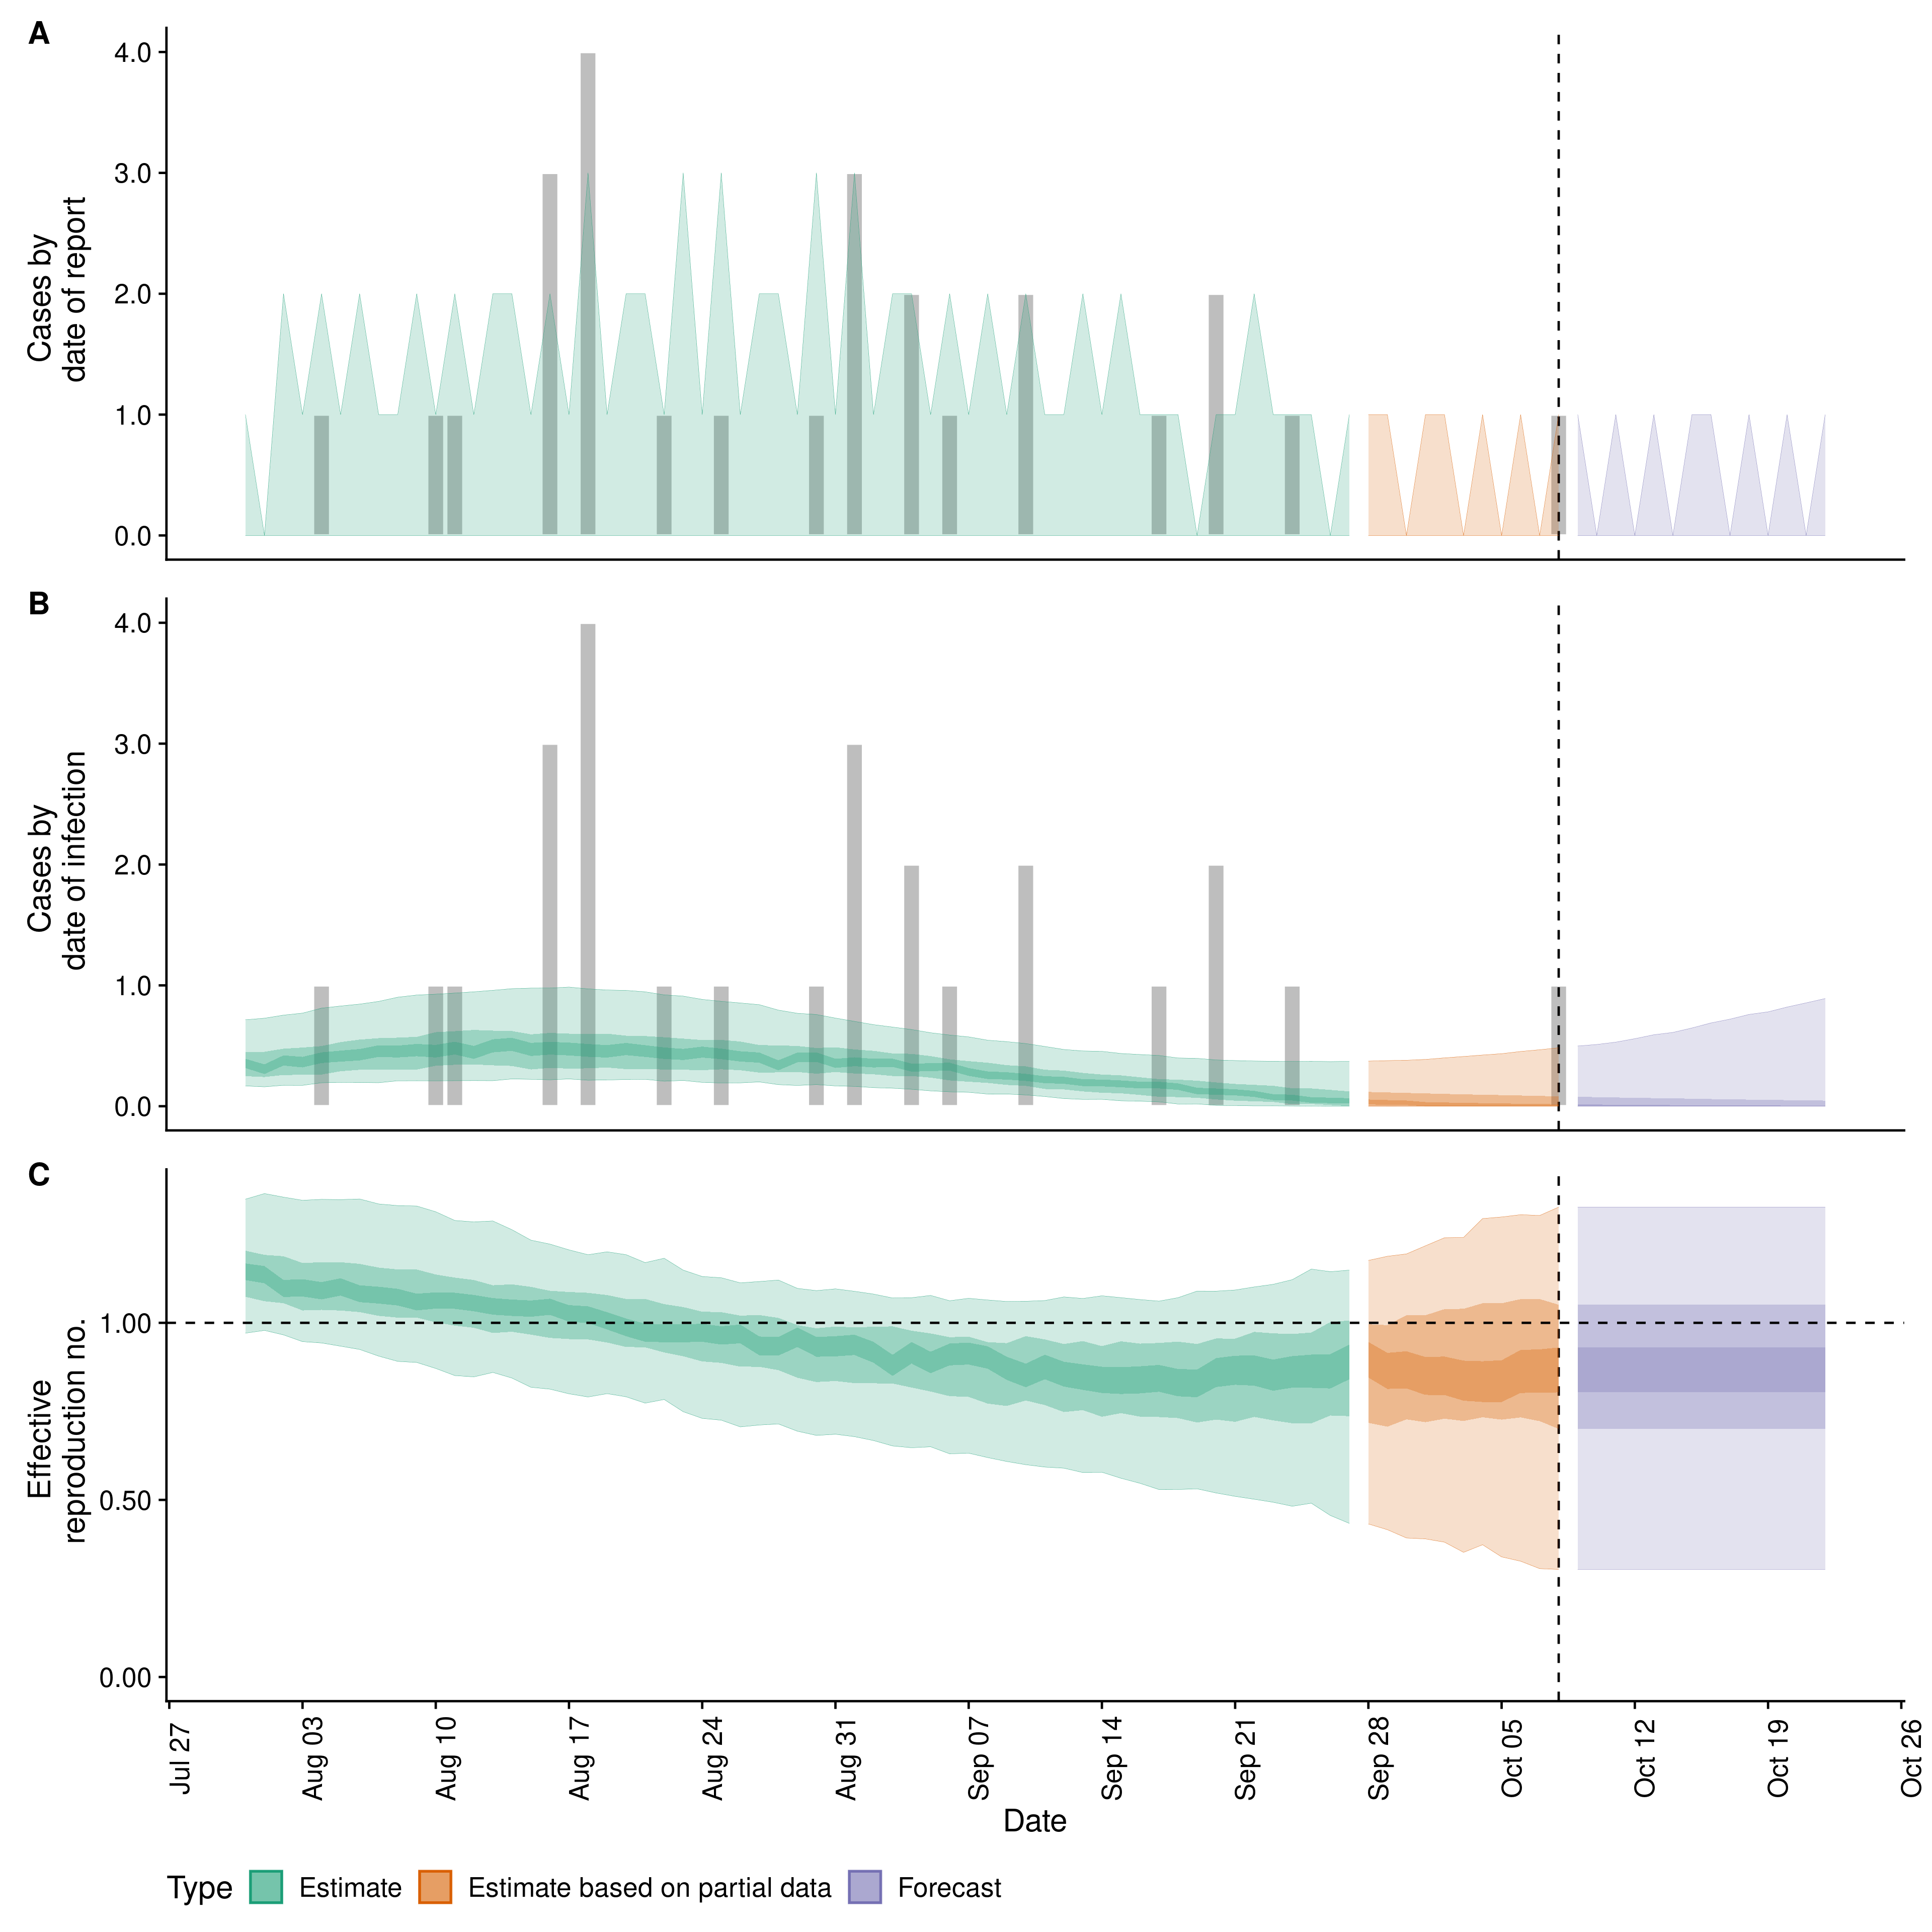 A
Cases by
date of report
4.0
3.0
2.0
1.0
0.0
B
Cases by
date of infection
4.0
3.0
2.0
1.0
0.0
C
Effective
reproduction no.
1.00
0.50
0.00
Jul 27
Aug 03
Aug 10
Aug 17
Aug 24
Aug 31
Sep 07
Sep 14
Sep 21
Sep 28
Oct 05
Oct 12
Oct 19
Oct 26
Date
Type Estimate Estimate based on partial data Forecast